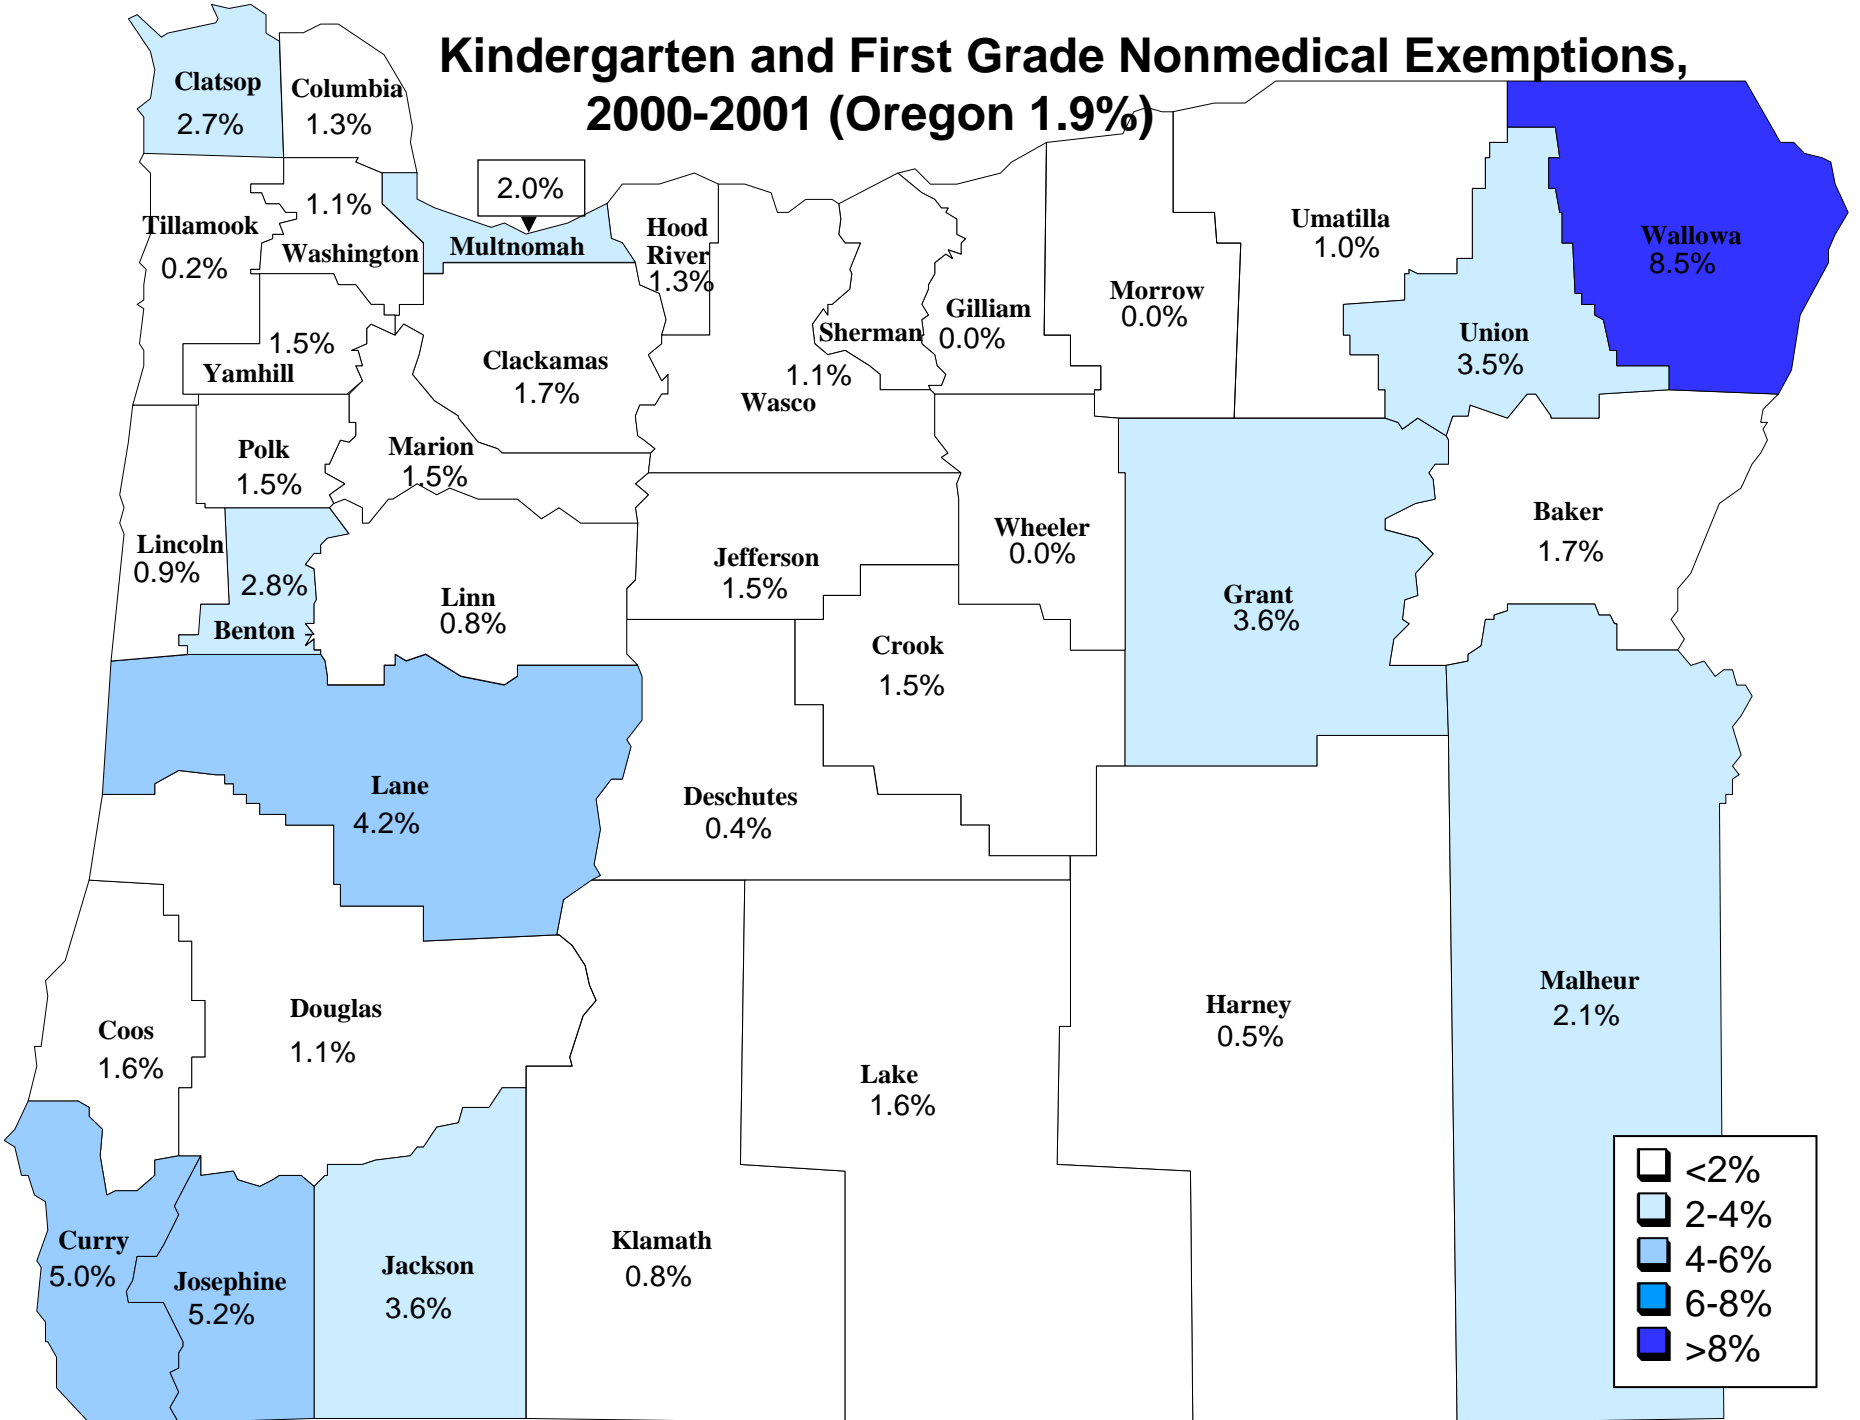 Kindergarten and First Grade Nonmedical Exemptions,
2000-2001 (Oregon 1.9%)
Clatsop
2.7%
Columbia
1.3%
2.0%
Multnomah
1.1%
Washington
Tillamook
0.2%
Hood
River
1.3%
Umatilla
1.0%
Wallowa
8.5%
Morrow
0.0%
Gilliam
0.0%
Sherman
Union
3.5%
1.5%
Yamhill
Clackamas
1.7%
1.1%
Wasco
Polk
1.5%
Marion
1.5%
Lincoln
0.9%
2.8%
Benton
Linn
0.8%
Jefferson
1.5%
Wheeler
0.0%
Grant
3.6%
Baker
1.7%
Crook
1.5%
Lane
4.2%
Deschutes
0.4%
Coos
1.6%
Douglas
1.1%
Lake
1.6%
Harney
0.5%
Malheur
2.1%
Curry
5.0%
Josephine
5.2%
Jackson
3.6%
Klamath
0.8%
<2%
2-4%
4-6%
6-8%
>8%